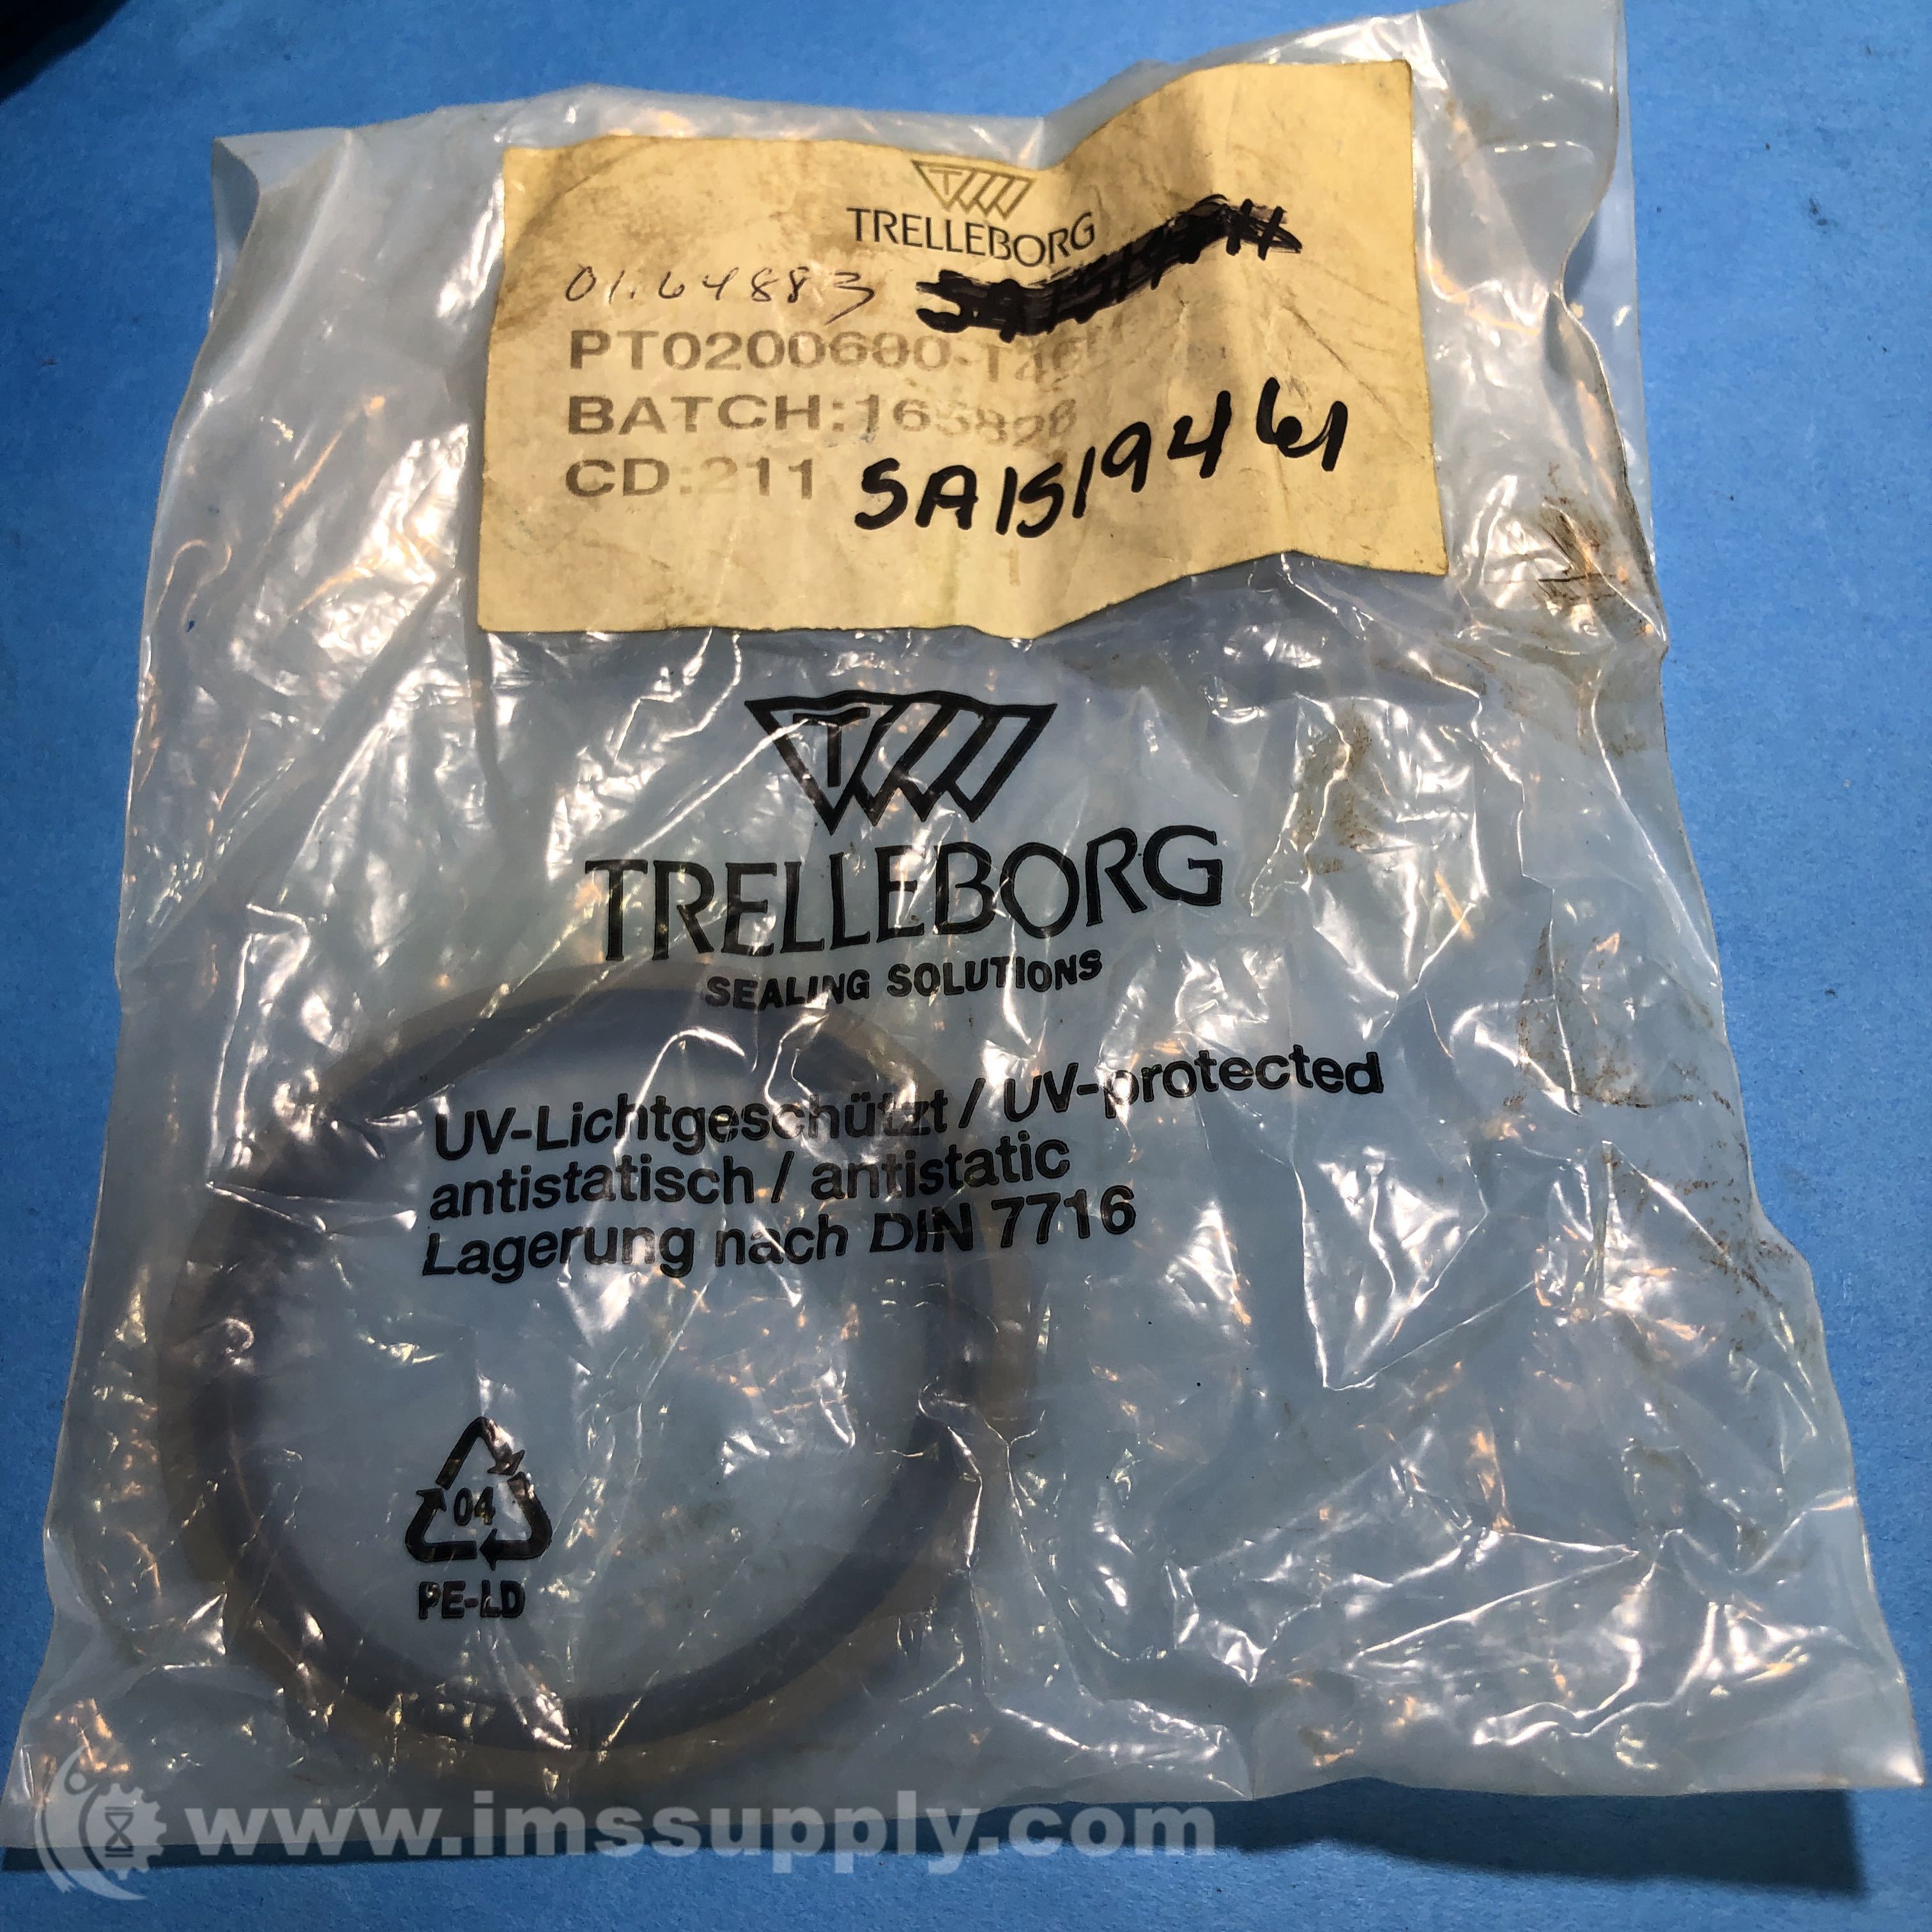 TRELLEBORG
01.64883
PT0200600-T46
BATCH:165828
CD:211
SA1519461
T
TRELLEBORG
SEALING SOLUTIONS
UV-Lichtgeschützt / UV-protected
antistatisch / antistatic
Lagerung nach DIN 7716
04
PE-LD
www.imssupply.com